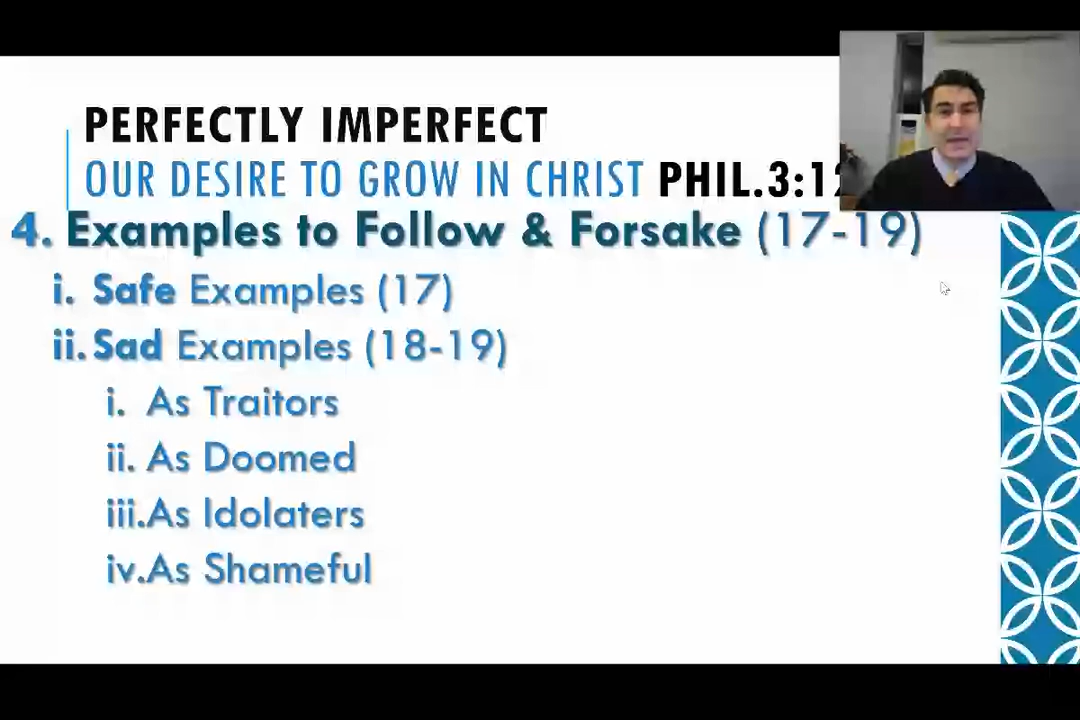 PERFECTLY IMPERFECT
OUR DESIRE TO GROW IN CHRIST PHIL.3:12
4. Examples to Follow & Forsake (17-19)
i. Safe Examples (17)
ii. Sad Examples (18-19)
i. As Traitors
ii. As Doomed
iii. As Idolaters
iv. As Shameful